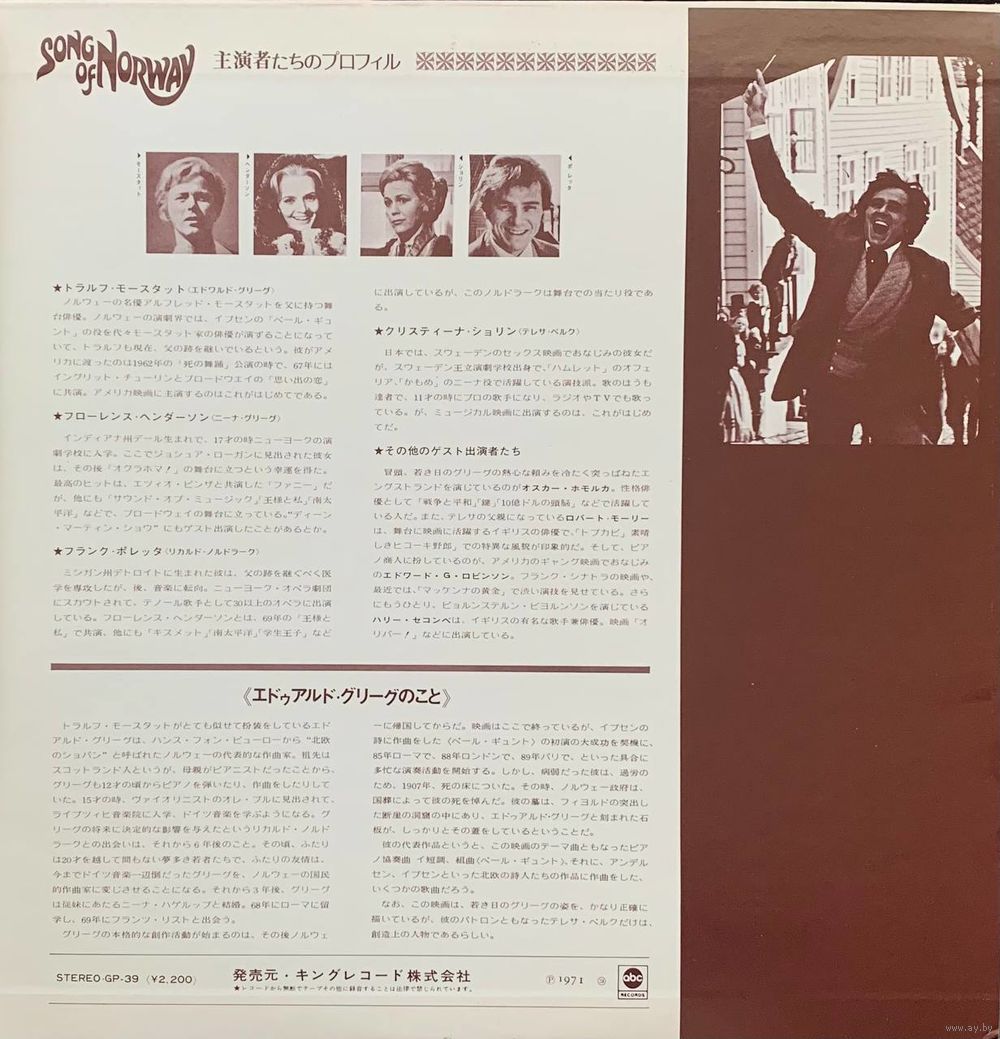 SONG OF NORWAY
主演者たちのプロフィル
モースタット
ヘンダーソン
ショリン
ポレッタ
★トラルフ・モースタット(エドワルド・グリーグ)
ノルウェーの名優アルフレッド・モースタットを父に持つ舞
台俳優。ノルウェーの演劇界では、イプセンの「ペール・ギュ
ント」の役を代々モースタット家の俳優が演ずることになって
いて、トラルフも現在、父の跡を継いでいるという。彼がアメ
リカに渡ったのは1962年の「死の舞踊」公演の時で、67年には
イングリット・チューリンとブロードウェイの「思い出の恋」
に共演。アメリカ映画に主演するのはこれがはじめてである。
★フローレンス・ヘンダーソン(ニーナ・グリーグ)
インディアナ州デール生まれで、17才の時ニューヨークの演
劇学校に入学。ここでジョシュア・ローガンに見出された彼女
は、その後「オクラホマ!」の舞台に立つという幸運を得た。
最高のヒットは、エツィオ・ピンザと共演した「ファニー」だ
が、他にも「サウンド・オブ・ミュージック」「王様と私」「南太
平洋」などで、ブロードウェイの舞台に立っている。“ディーン
・マーティン・ショウ”にもゲスト出演したことがあるとか。
★フランク・ポレッタ(リカルド・ノルドラーク)
ミシガン州デトロイトに生まれた彼は、父の跡を継ぐべく医
学を専攻したが、後、音楽に転向。ニューヨーク・オペラ劇団
にスカウトされて、テノール歌手として30以上のオペラに出演
している。フローレンス・ヘンダーソンとは、69年の「王様と
私」で共演、他にも「キスメット」「南太平洋」「学生王子」など
に出演しているが、このノルドラークは舞台での当たり役であ
る。
★クリスティーナ・ショリン(テレサ・ベルク)
日本では、スウェーデンのセックス映画でおなじみの彼女だ
が、スウェーデン王立演劇学校出身で、「ハムレット」のオフェ
リア、「かもめ」のニーナ役で活躍している演技派。歌のほうも
達者で、11才の時にプロの歌手になり、ラジオやTVでも歌っ
ている。が、ミュージカル映画に出演するのは、これがはじめ
てだ。
★その他のゲスト出演者たち
冒頭、若き日のグリーグの熱心な頼みを冷たく突っぱねたエ
ングストランドを演じているのがオスカー・ホモルカ。性格俳
優として「戦争と平和」「鍵」「10億ドルの頭脳」などで活躍して
いる人だ。また、テレサの父親になっているロバート・モーリー
は、舞台に映画に活躍するイギリスの俳優で、「トプカピ」「素晴
しきヒコーキ野郎」での特異な風貌が印象的だ。そして、ピア
ノ商人に扮しているのが、アメリカのギャング映画でおなじみ
のエドワード・G・ロビンソン。フランク・シナトラの映画や、
最近では、「マッケンナの黄金」で渋い演技を見せている。さら
にもうひとり、ビョルンステルン・ビヨルンソンを演じている
ハリー・セコンべは、イギリスの有名な歌手兼俳優。映画「オ
リバー!」などに出演している。
《エドゥアルド・グリーグのこと》
トラルフ・モースタットがとても似せて扮装をしているエド
アルド・グリーグは、ハンス・フォン・ビューローから“北欧
のショパン”と呼ばれたノルウェーの代表的な作曲家。祖先は
スコットランド人というが、母親がピアニストだったことから、
グリーグも12才の頃からピアノを弾いたり、作曲をしたりして
いた。15才の時、ヴァイオリニストのオレ・ブルに見出されて、
ライプツィヒ音楽院に入学、ドイツ音楽を学ぶようになる。グ
リーグの将来に決定的な影響を与えたというリカルド・ノルド
ラークとの出会いは、それから6年後のこと。その頃、ふたり
は20才を越して間もない夢多き若者たちで、ふたりの友情は、
今までドイツ音楽一辺倒だったグリーグを、ノルウェーの国民
的作曲家に変じさせることになる。それから3年後、グリーグ
は従妹にあたるニーナ・ハゲルップと結婚。68年にローマに留
学し、69年にフランツ・リストと出会う。
グリーグの本格的な創作活動が始まるのは、その後ノルウェ
ーに帰国してからだ。映画はここで終っているが、イプセンの
詩に作曲をした〈ペール・ギュント〉の初演の大成功を契機に、
85年ローマで、88年ロンドンで、89年パリで、といった具合に
多忙な演奏活動を開始する。しかし、病弱だった彼は、過労の
ため、1907年、死の床についた。その時、ノルウェー政府は、
国葬によって彼の死を悼んだ。彼の墓は、フィヨルドの突出し
た断崖の洞窟の中にあり、エドゥアルド・グリーグと刻まれた石
板が、しっかりとその蓋をしているということだ。
彼の代表作品というと、この映画のテーマ曲ともなったピア
ノ協奏曲 イ短調、組曲〈ペール・ギュント〉、それに、アンデル
セン、イプセンといった北欧の詩人たちの作品に作曲をした、
いくつかの歌曲だろう。
なお、この映画は、若き日のグリーグの姿を、かなり正確に
描いているが、彼のパトロンともなったテレサ・ベルクだけは、
創造上の人物であるらしい。
STEREO・GP-39 (¥2,200)
発売元・キングレコード株式会社
★レコードから無断でテープその他に録音することは法律で禁じられています。
Ⓟ1971
abc
RECORDS
www.ay.by